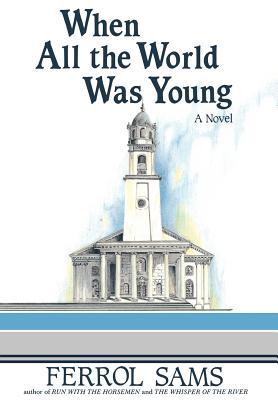 When
All the World
Was Young
A Novel
FERROL SAMS
author of RUN WITH THE HORSEMEN and THE WHISPER OF THE RIVER